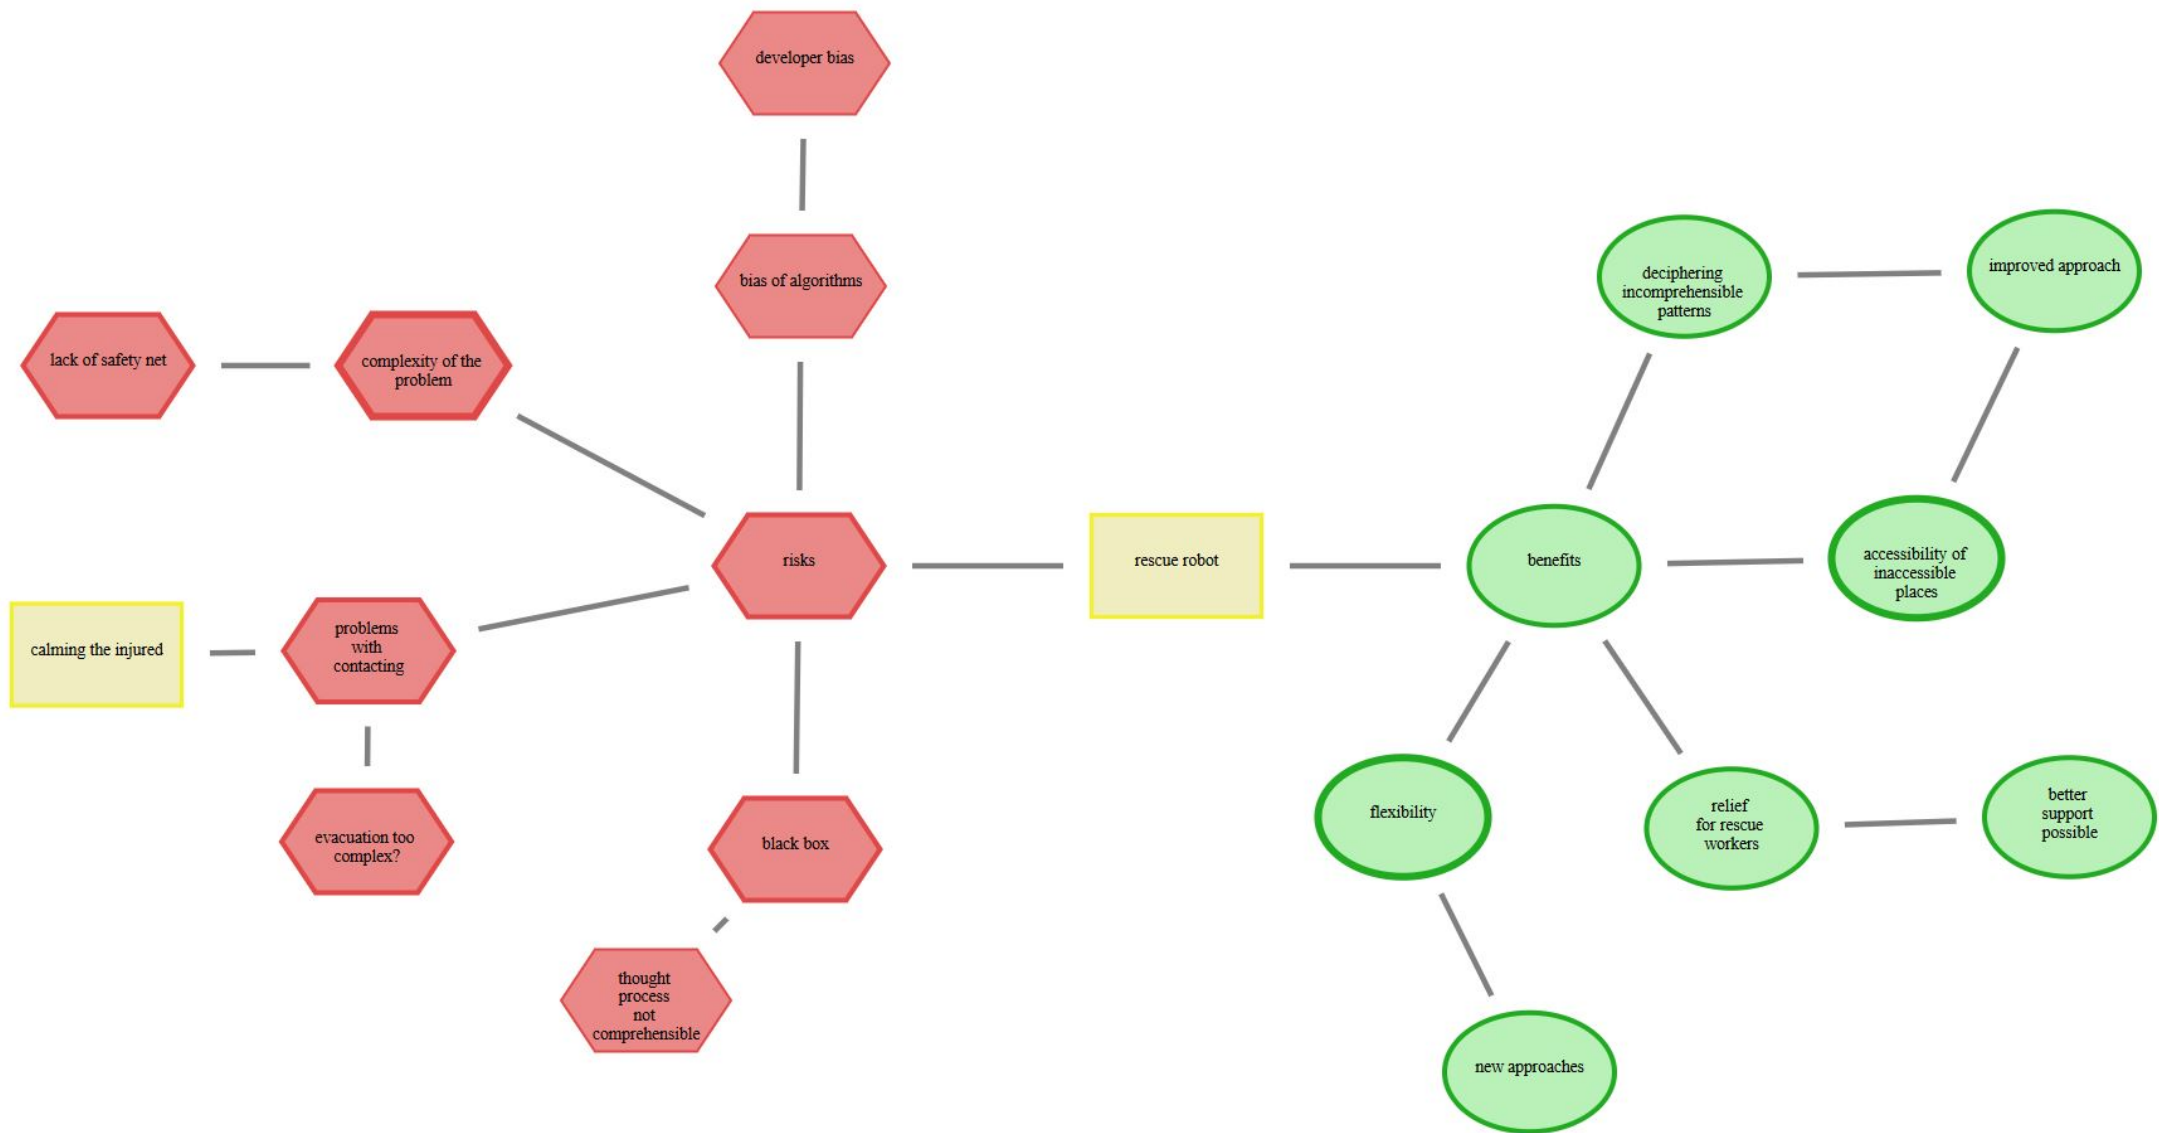 developer bias
bias of algorithms
lack of safety net
complexity of the
problem
risks
rescue robot
calming the injured
problems
with
contacting
evacuation too
complex?
black box
thought
process
not
comprehensible
deciphering
incomprehensible
patterns
improved approach
benefits
accessibility of
inaccessible
places
flexibility
relief
for rescue
workers
better
support
possible
new approaches